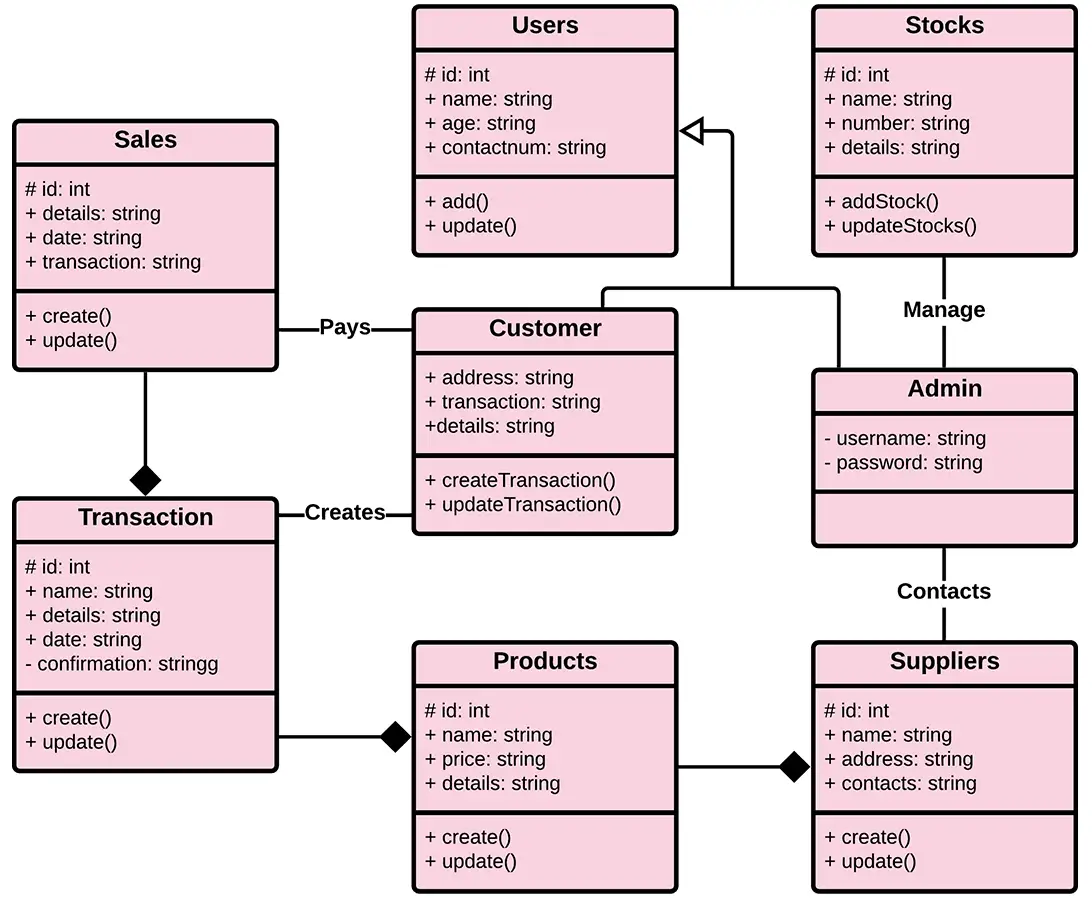 Users
# id: int
+ name: string
+ age: string
+ contactnum: string
+ add()
+ update()
Stocks
# id: int
+ name: string
+ number: string
+ details: string
+ addStock()
+ updateStocks()
Sales
# id: int
+ details: string
+ date: string
+ transaction: string
+ create()
+ update()
Pays
Customer
+ address: string
+ transaction: string
+details: string
+ createTransaction()
+ updateTransaction()
Manage
Admin
- username: string
- password: string
Creates
Transaction
# id: int
+ name: string
+ details: string
+ date: string
- confirmation: stringg
+ create()
+ update()
Contacts
Products
# id: int
+ name: string
+ price: string
+ details: string
+ create()
+ update()
Suppliers
# id: int
+ name: string
+ address: string
+ contacts: string
+ create()
+ update()